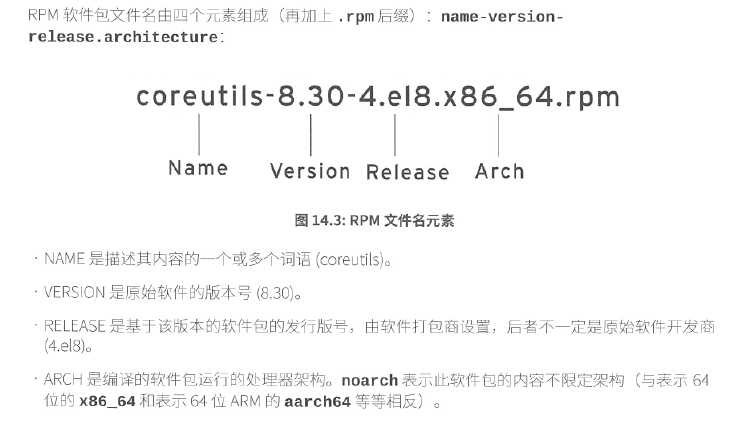 RPM 软件包文件名由四个元素组成（再加上 .rpm 后缀）：name-version-
release.architecture：
coreutils-8.30-4.el8.x86_64.rpm
Name Version Release Arch
图 14.3: RPM 文件名元素
· NAME 是描述其内容的一个或多个词语 (coreutils)。
· VERSION 是原始软件的版本号 (8.30)。
· RELEASE 是基于该版本的软件包的发行版号，由软件打包商设置，后者不一定是原始软件开发商
(4.el8)。
· ARCH 是编译的软件包运行的处理器架构。noarch 表示此软件包的内容不限定架构（与表示 64
位的 x86_64 和表示 64 位 ARM 的 aarch64 等等相反）。